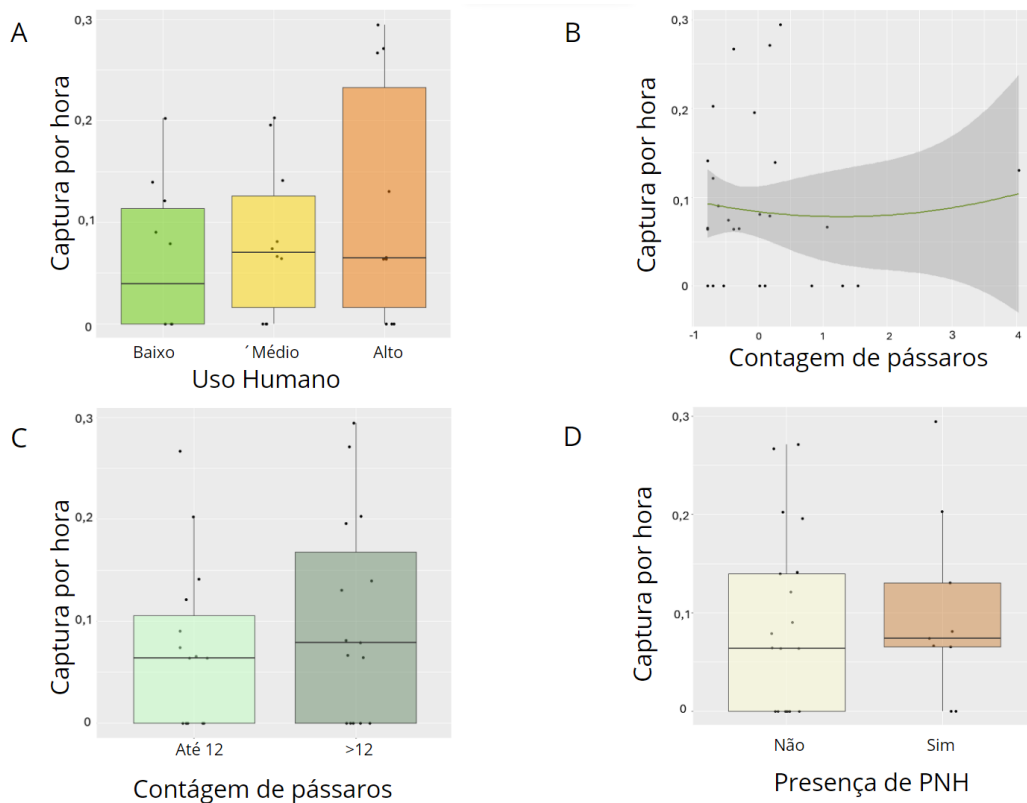 A
Captura por hora
0,3
0,2
0,1
0
Baixo ´Médio Alto
Uso Humano
B
Captura por hora
0,3
0,2
0,1
0
-1 0 1 2 3 4
Contagem de pássaros
C
Captura por hora
0,3
0,2
0,1
0
Até 12 >12
Contágem de pássaros
D
Captura por hora
0,3
0,2
0,1
0
Não Sim
Presença de PNH